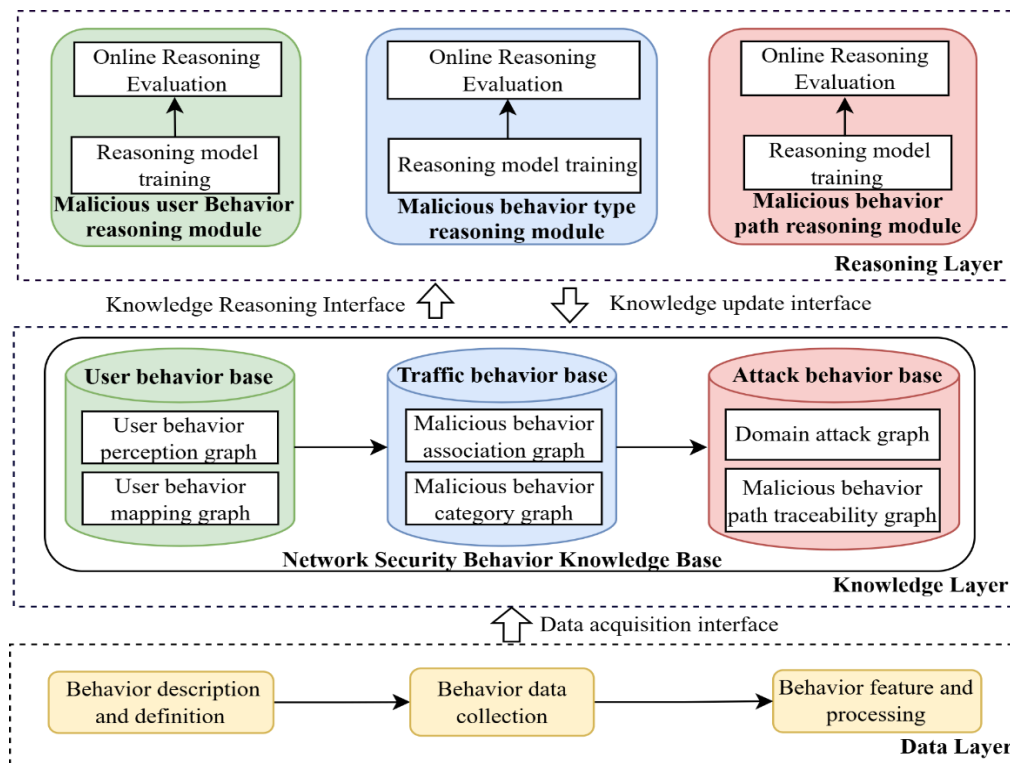 Online Reasoning
Evaluation
Reasoning model
training
Malicious user Behavior
reasoning module
Online Reasoning
Evaluation
Reasoning model training
Malicious behavior type
reasoning module
Online Reasoning
Evaluation
Reasoning model
training
Malicious behavior
path reasoning module
Reasoning Layer
Knowledge Reasoning Interface
Knowledge update interface
User behavior base
User behavior
perception graph
User behavior
mapping graph
Traffic behavior base
Malicious behavior
association graph
Malicious behavior
category graph
Attack behavior base
Domain attack graph
Malicious behavior
path traceability graph
Network Security Behavior Knowledge Base
Knowledge Layer
Data acquisition interface
Behavior description
and definition
Behavior data
collection
Behavior feature and
processing
Data Layer